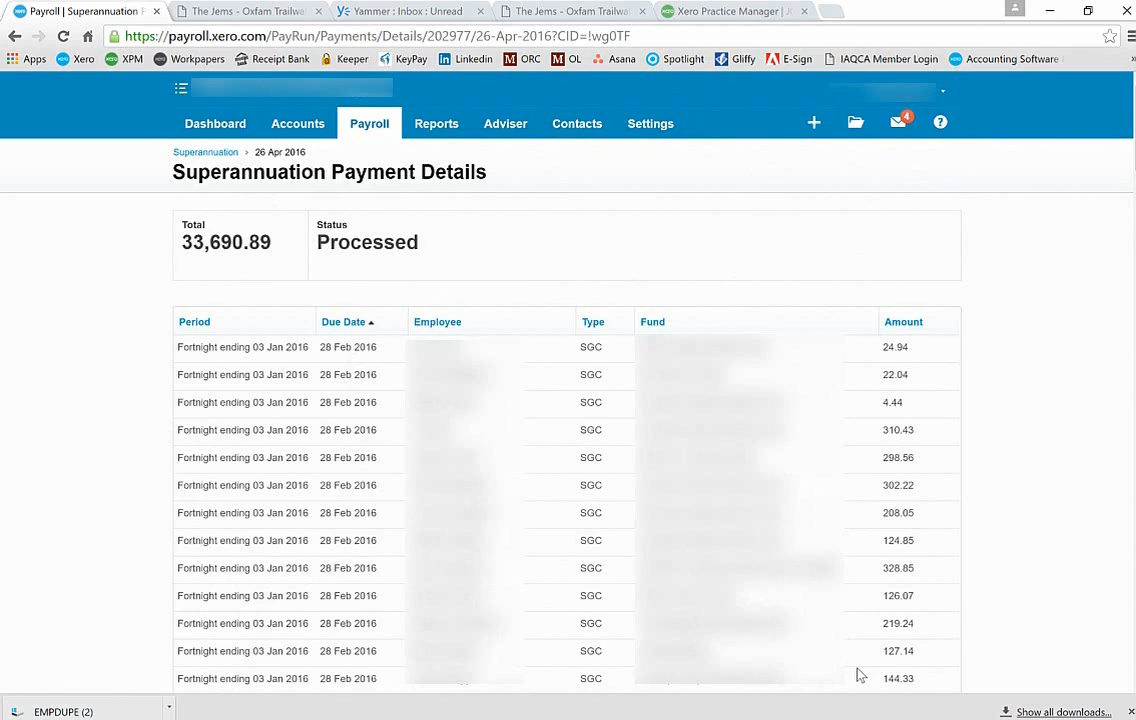 Payroll | Superannuation P
The Jems - Oxfam Trailwa
Yammer : Inbox : Unread
The Jems - Oxfam Trailwa
Xero Practice Manager | J
https://payroll.xero.com/PayRun/Payments/Details/202977/26-Apr-2016?CID=!wg0TF
Apps Xero XPM Workpapers Receipt Bank Keeper KeyPay Linkedin ORC OL Asana Spotlight Gliffy E-Sign IAQCA Member Login Accounting Software
Dashboard Accounts Payroll Reports Adviser Contacts Settings 4
Superannuation › 26 Apr 2016
Superannuation Payment Details
Total Status
33,690.89 Processed
Period Due Date Employee Type Fund Amount
Fortnight ending 03 Jan 2016 28 Feb 2016 SGC 24.94
Fortnight ending 03 Jan 2016 28 Feb 2016 SGC 22.04
Fortnight ending 03 Jan 2016 28 Feb 2016 SGC 4.44
Fortnight ending 03 Jan 2016 28 Feb 2016 SGC 310.43
Fortnight ending 03 Jan 2016 28 Feb 2016 SGC 298.56
Fortnight ending 03 Jan 2016 28 Feb 2016 SGC 302.22
Fortnight ending 03 Jan 2016 28 Feb 2016 SGC 208.05
Fortnight ending 03 Jan 2016 28 Feb 2016 SGC 124.85
Fortnight ending 03 Jan 2016 28 Feb 2016 SGC 328.85
Fortnight ending 03 Jan 2016 28 Feb 2016 SGC 126.07
Fortnight ending 03 Jan 2016 28 Feb 2016 SGC 219.24
Fortnight ending 03 Jan 2016 28 Feb 2016 SGC 127.14
Fortnight ending 03 Jan 2016 28 Feb 2016 SGC 144.33
EMPDUPE (2) Show all downloads...